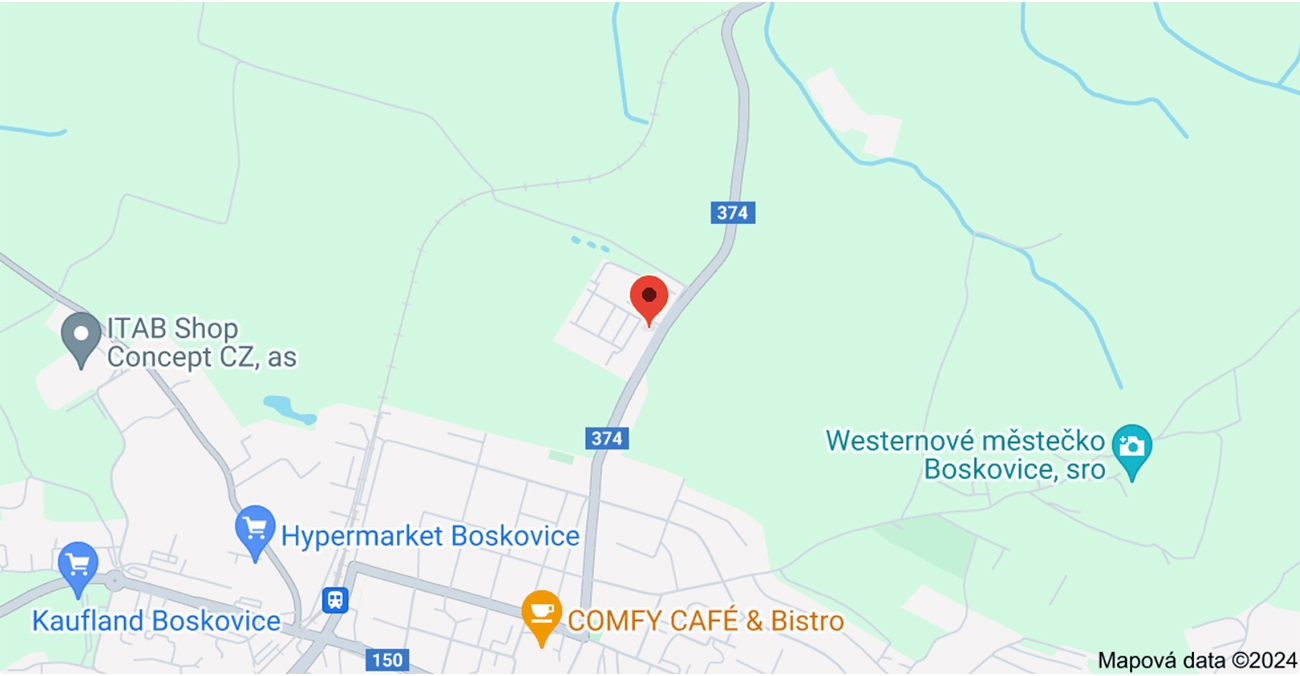 374
ITAB Shop
Concept CZ, as
374
Westernové městečko
Boskovice, sro
Hypermarket Boskovice
Kaufland Boskovice
COMFY CAFÉ & Bistro
150
Mapová data ©2024